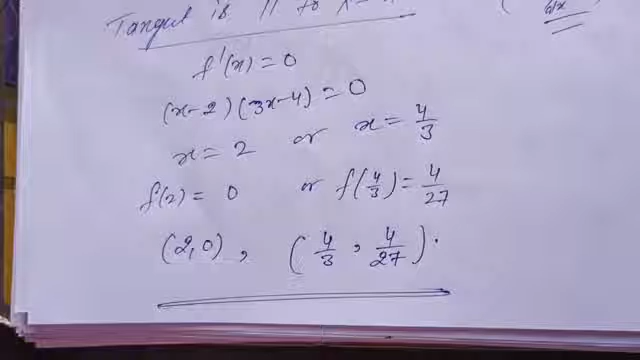 Tangent is || to x-
dx
f'(x) = 0
(x-2)(3x-4) = 0
x = 2 or x = 4/3
f(2) = 0 or f(4/3) = 4/27
(2,0), (4/3, 4/27).